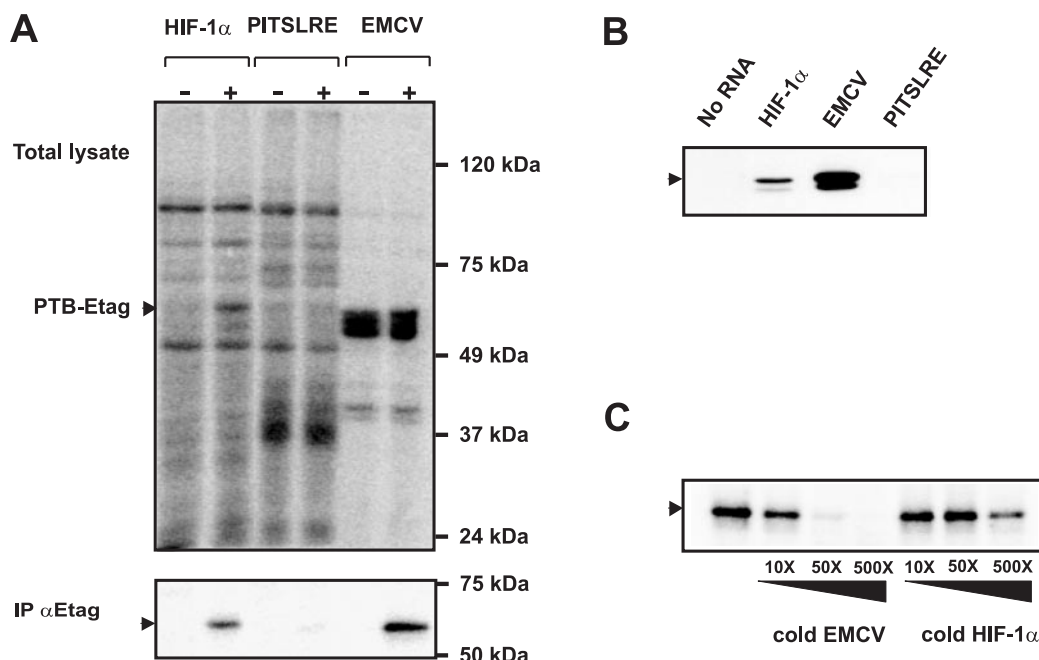 A
HIF-1α PITSLRE EMCV
- + - + - +
Total lysate
120 kDa
75 kDa
PTB-Etag
49 kDa
37 kDa
24 kDa
IP αEtag
75 kDa
50 kDa
B
No RNA HIF-1α EMCV PITSLRE
C
10X 50X 500X 10X 50X 500X
cold EMCV cold HIF-1α